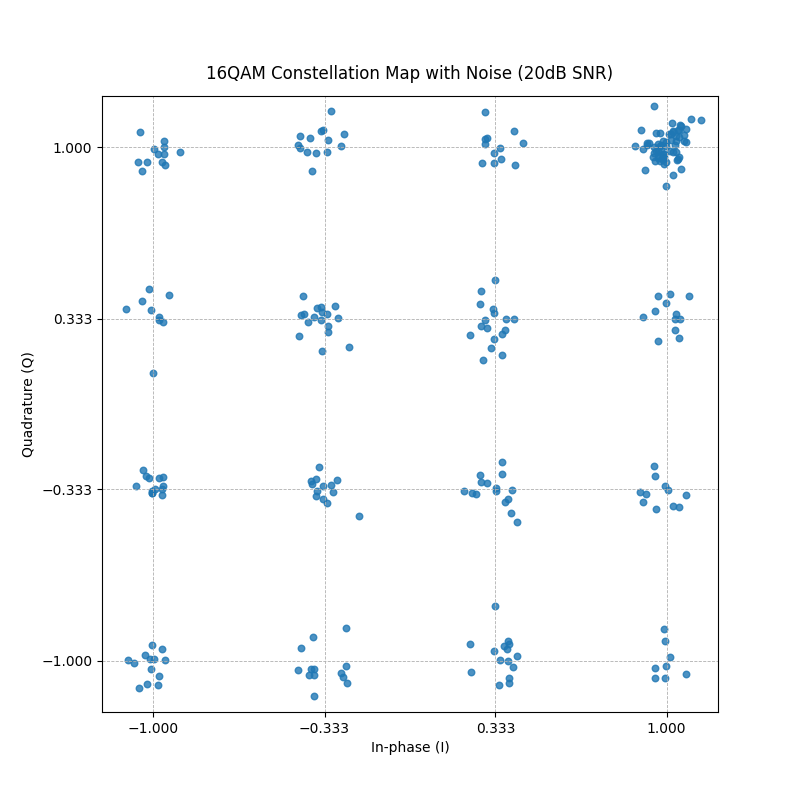 16QAM Constellation Map with Noise (20dB SNR)
1.000
0.333
−0.333
−1.000
Quadrature (Q)
−1.000
−0.333
0.333
1.000
In-phase (I)